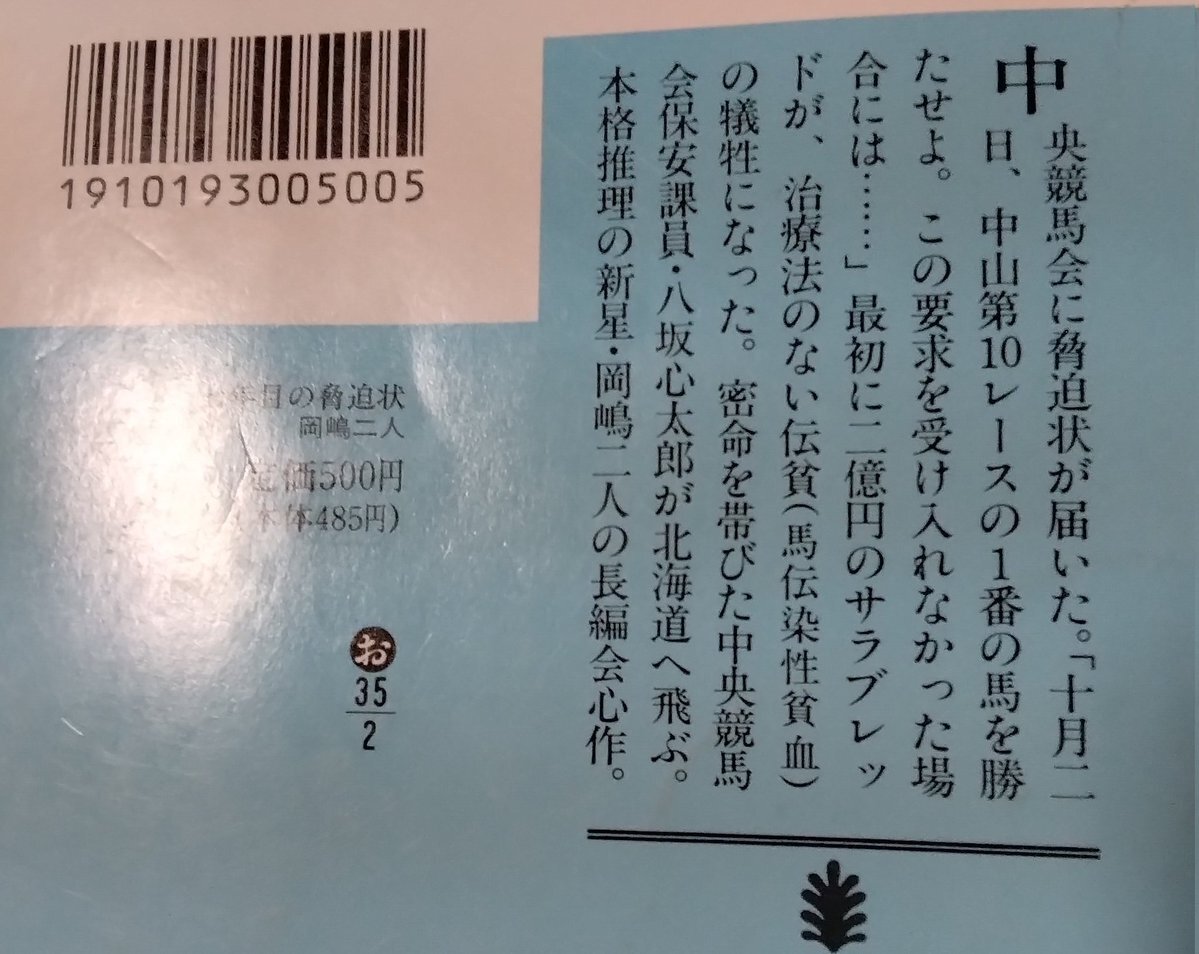 中央競馬会に脅迫状が届いた。「十月二
日、中山第10レースの1番の馬を勝
たせよ。この要求を受け入れなかった場
合には……」最初に二億円のサラブレッ
ドが、治療法のない伝貧(馬伝染性貧血)
の犠牲になった。密命を帯びた中央競馬
会保安課員・八坂心太郎が北海道へ飛ぶ。
本格推理の新星・岡嶋二人の長編会心作。
1910193005005
年目の脅迫状
岡嶋二人
定価500円
(本体485円)
お
35
2